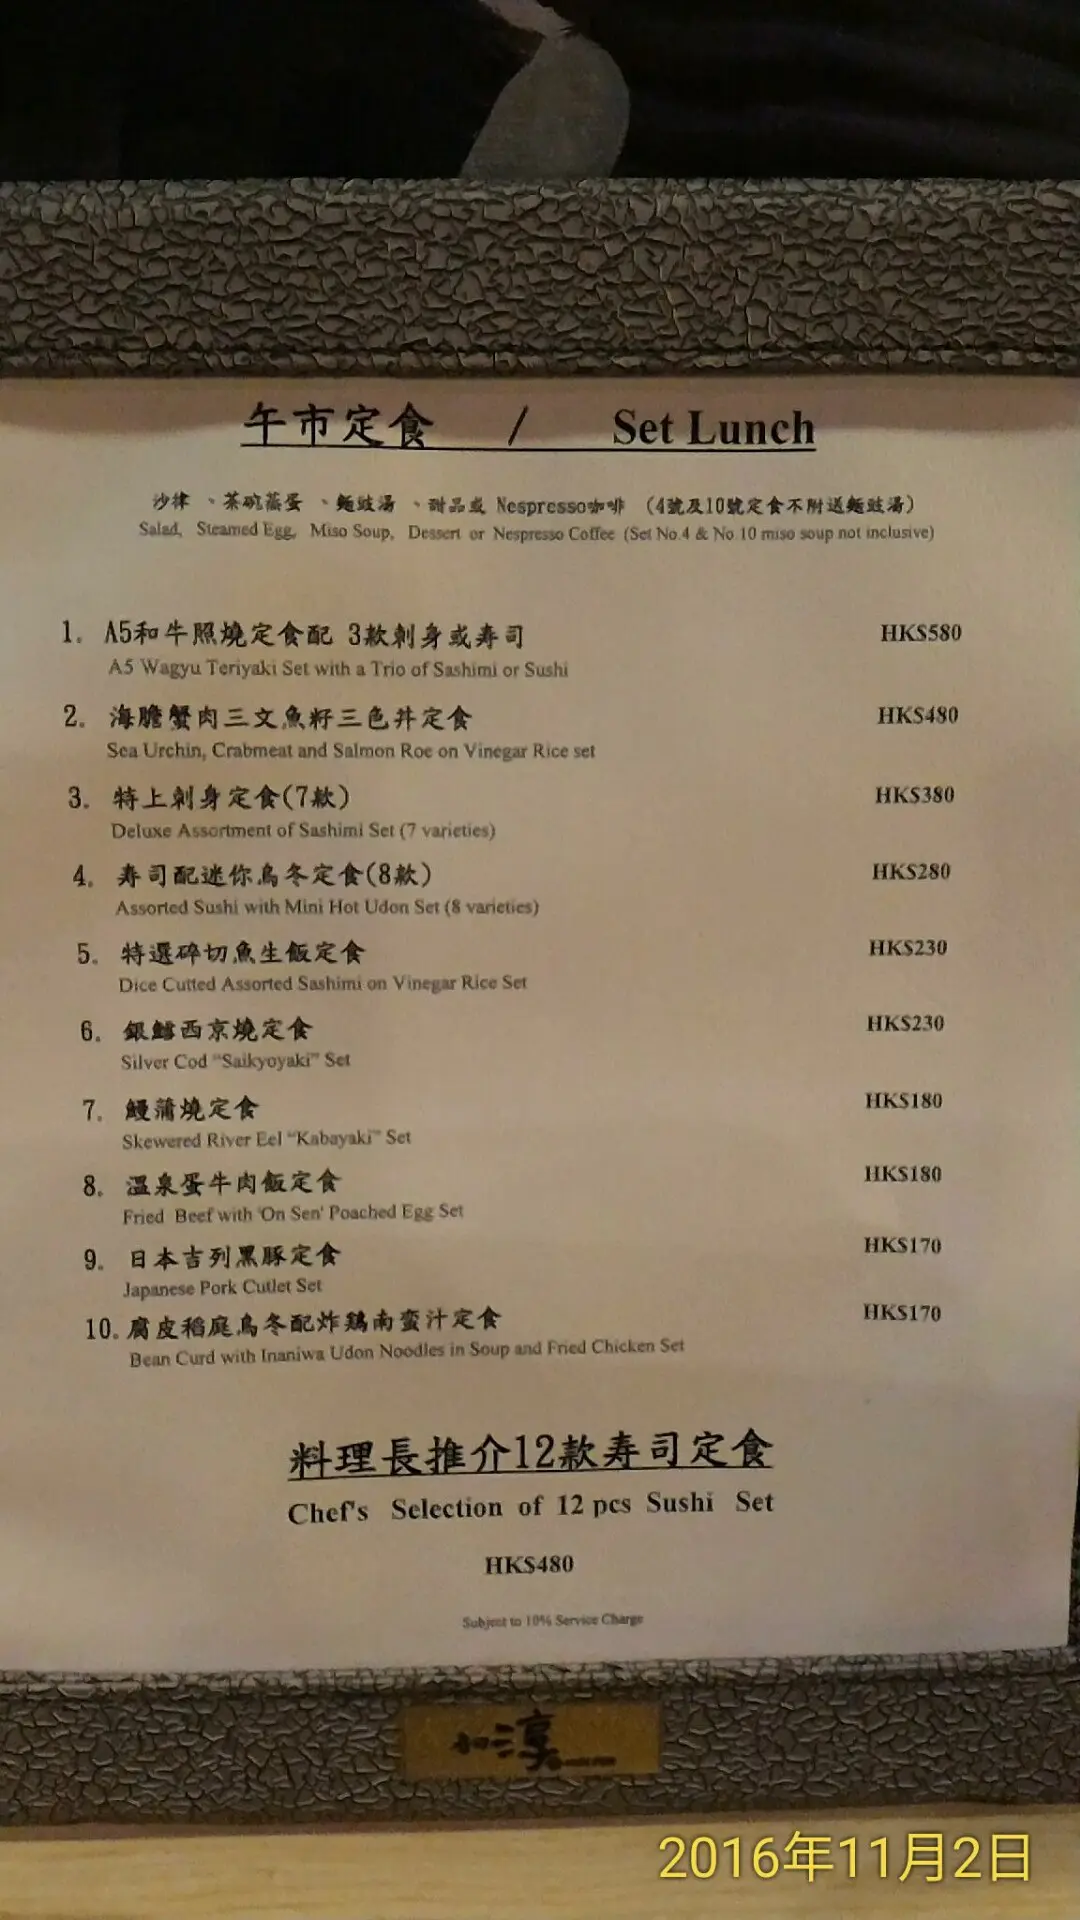 午市定食 / Set Lunch
沙律 、茶碗蒸蛋 、麵豉湯 、甜品或 Nespresso咖啡 (4號及10號定食不附送麵豉湯)
Salad, Steamed Egg, Miso Soup, Dessert or Nespresso Coffee (Set No.4 & No.10 miso soup not inclusive)
1. A5和牛照燒定食配 3款刺身或寿司 HK$580
A5 Wagyu Teriyaki Set with a Trio of Sashimi or Sushi
2. 海膽蟹肉三文魚籽三色丼定食 HK$480
Sea Urchin, Crabmeat and Salmon Roe on Vinegar Rice set
3. 特上刺身定食(7款) HK$380
Deluxe Assortment of Sashimi Set (7 varieties)
4. 寿司配迷你烏冬定食(8款) HK$280
Assorted Sushi with Mini Hot Udon Set (8 varieties)
5. 特選碎切魚生飯定食 HK$230
Dice Cutted Assorted Sashimi on Vinegar Rice Set
6. 銀鱈西京燒定食 HK$230
Silver Cod "Saikyoyaki" Set
7. 鰻蒲燒定食 HK$180
Skewered River Eel "Kabayaki" Set
8. 溫泉蛋牛肉飯定食 HK$180
Fried Beef with 'On Sen' Poached Egg Set
9. 日本吉列黑豚定食 HK$170
Japanese Pork Cutlet Set
10. 腐皮稻庭烏冬配炸鶏南蛮汁定食 HK$170
Bean Curd with Inaniwa Udon Noodles in Soup and Fried Chicken Set
料理長推介12款寿司定食
Chef's Selection of 12 pcs Sushi Set
HK$480
Subject to 10% Service Charge
淳
2016年11月2日